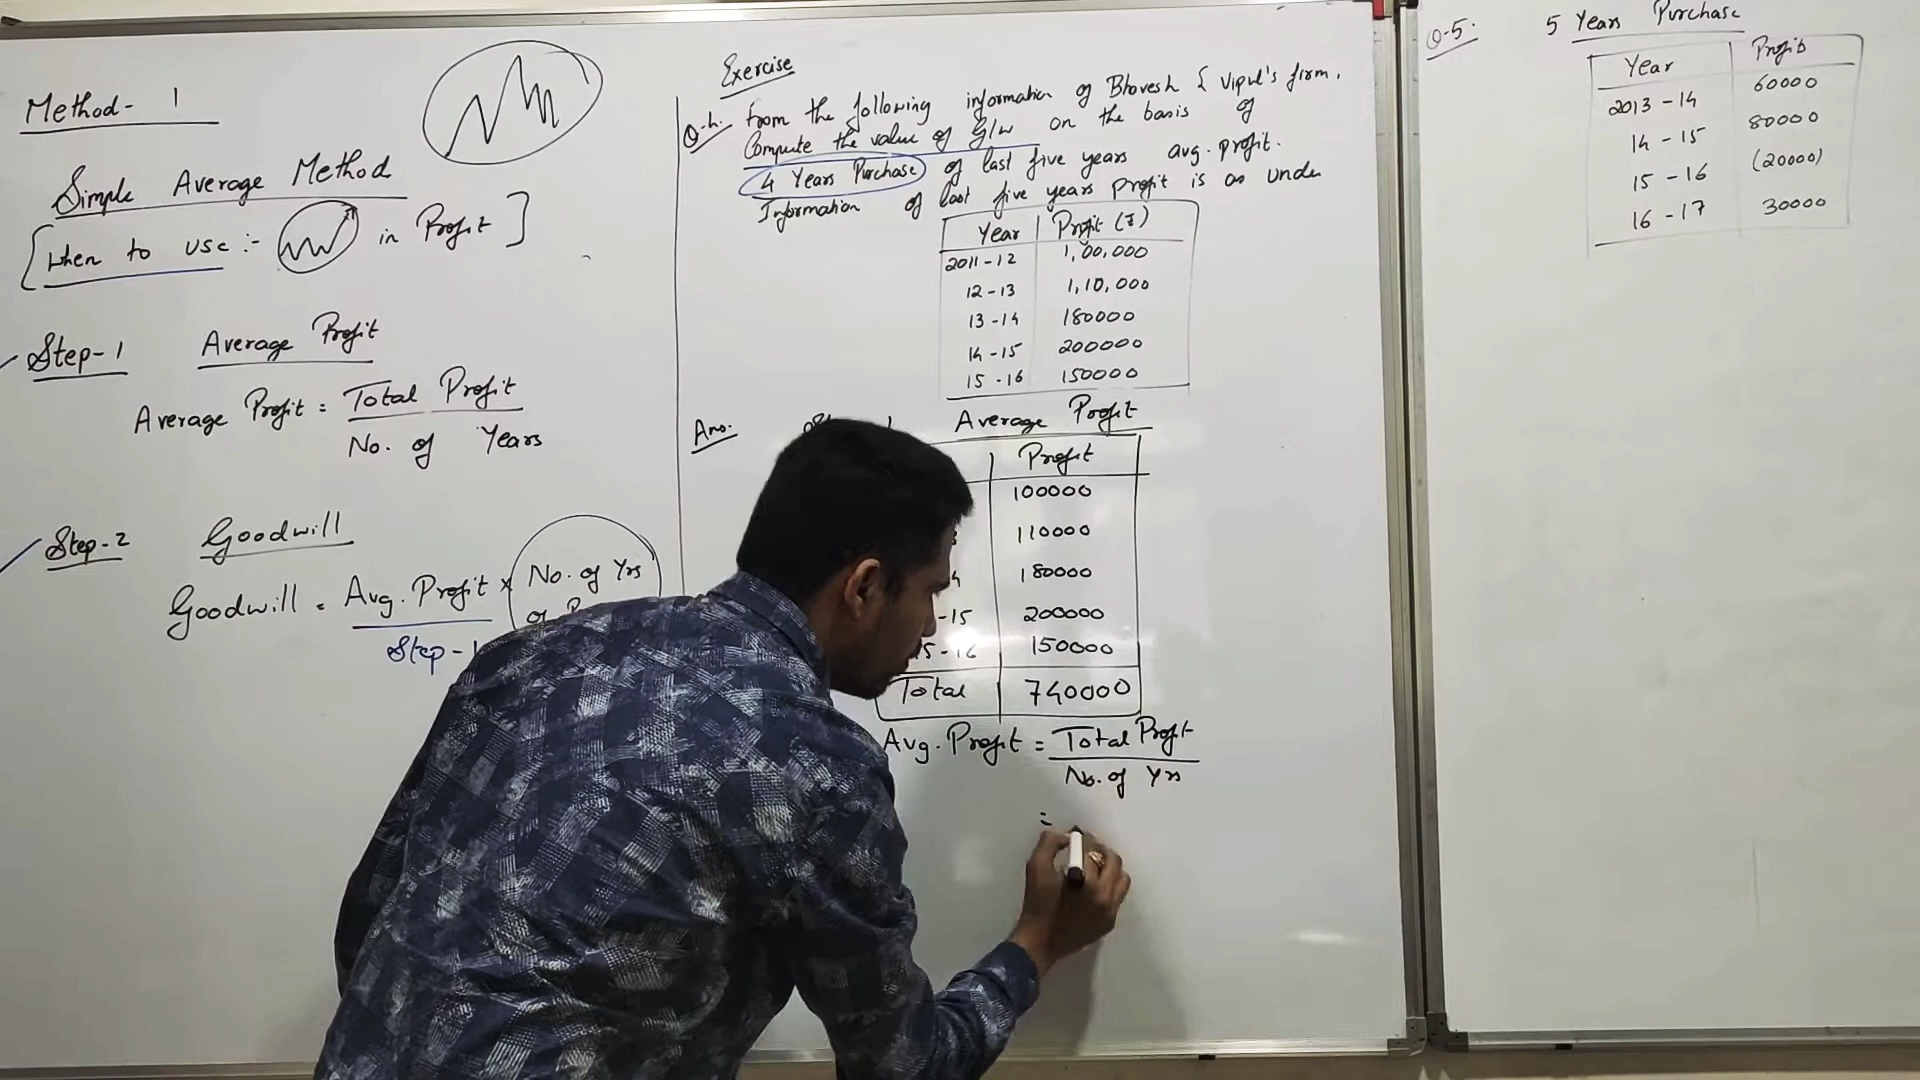 Method- 1
Simple Average Method
[When to use :- in Profit]
Step-1 Average Profit
Average Profit = Total Profit
No. of Years
Step-2 Goodwill
Goodwill = Avg. Profit × No. of Yrs
Step-1
Exercise
Q-4. From the following information of Bhavesh & Vipul's firm.
Compute the value of G/w on the basis of
4 Years Purchase of last five years avg. profit.
Information of last five years profit is as under
Year Profit (₹)
2011-12 1,00,000
12-13 1,10,000
13-14 180000
14-15 200000
15-16 150000
Ans. Average Profit
Profit
100000
110000
180000
-15 200000
15-16 150000
Total 740000
Avg. Profit = Total Profit
No. of Yrs
=
Q-5. 5 Years Purchase
Year Profit
2013-14 60000
14-15 80000
15-16 (20000)
16-17 30000